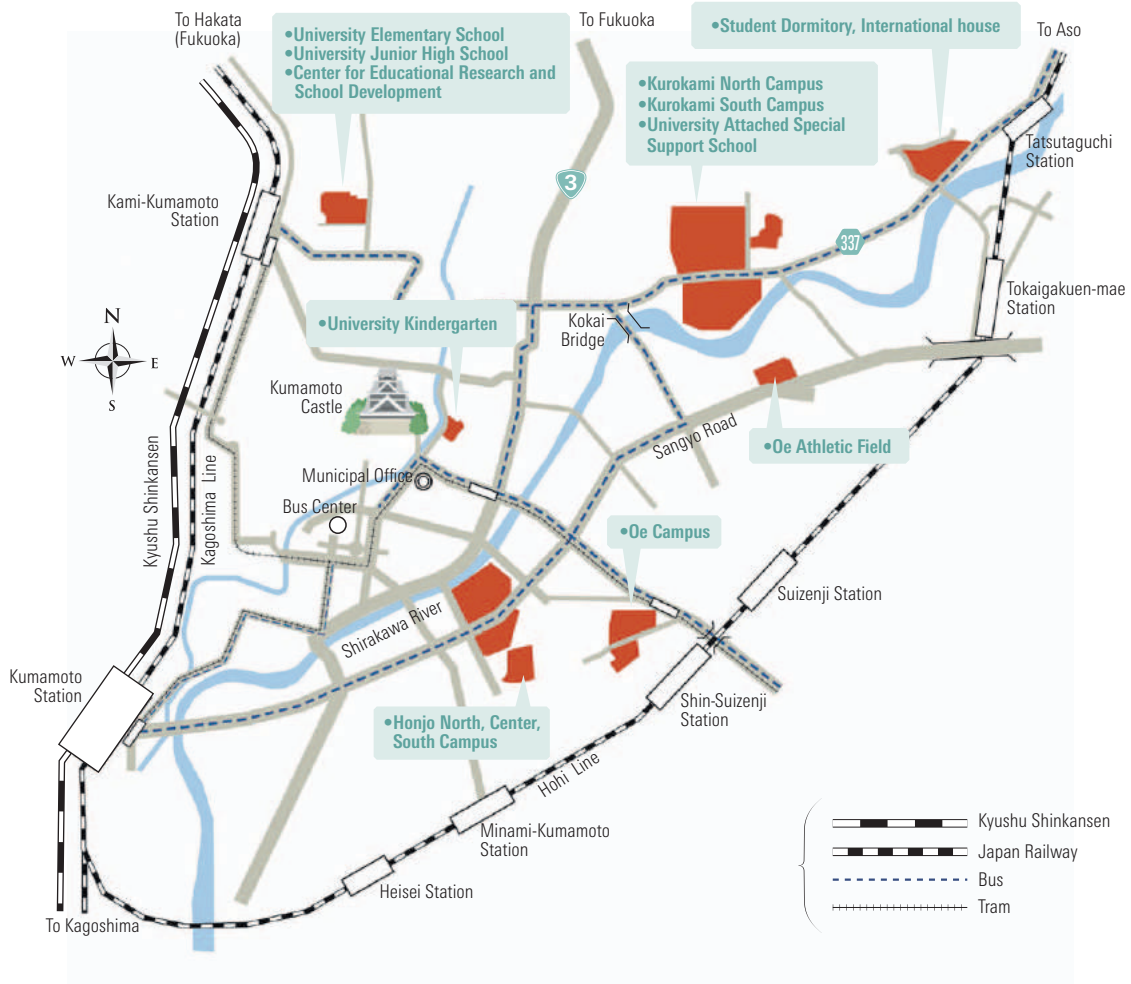 To Hakata
(Fukuoka)
•University Elementary School
•University Junior High School
•Center for Educational Research and
School Development
To Fukuoka
•Student Dormitory, International house
To Aso
•Kurokami North Campus
•Kurokami South Campus
•University Attached Special
Support School
Tatsutaguchi
Station
3
Kami-Kumamoto
Station
337
Tokaigakuen-mae
Station
•University Kindergarten
Kokai
Bridge
N
W
E
S
Kumamoto
Castle
Sangyo Road
•Oe Athletic Field
Kyushu Shinkansen
Kagoshima Line
Municipal Office
Bus Center
•Oe Campus
Suizenji Station
Shirakawa River
Kumamoto
Station
Shin-Suizenji
Station
•Honjo North, Center,
South Campus
Hohi Line
Minami-Kumamoto
Station
Heisei Station
To Kagoshima
Kyushu Shinkansen
Japan Railway
Bus
Tram